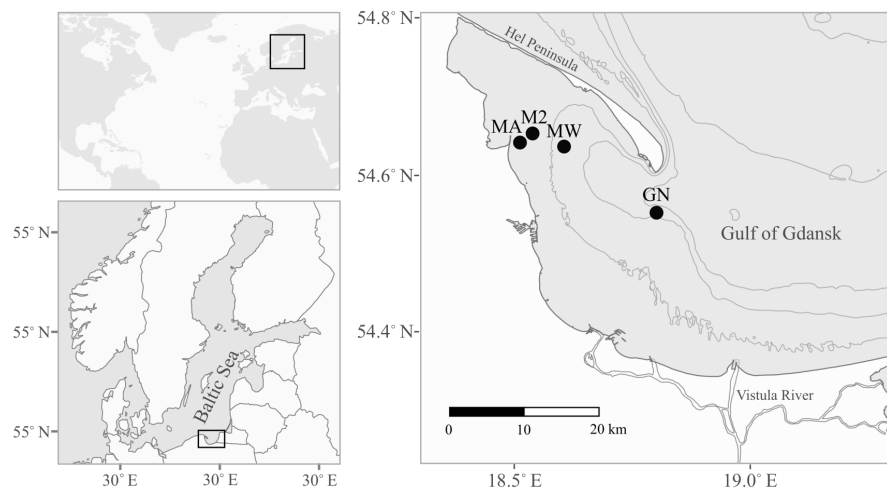 55° N
55° N
55° N
30° E
30° E
30° E
Baltic Sea
54.8°N
54.6°N
54.4°N
Hel Peninsula
MA
M2
MW
GN
Gulf of Gdansk
Vistula River
0
10
20 km
18.5°E
19.0°E